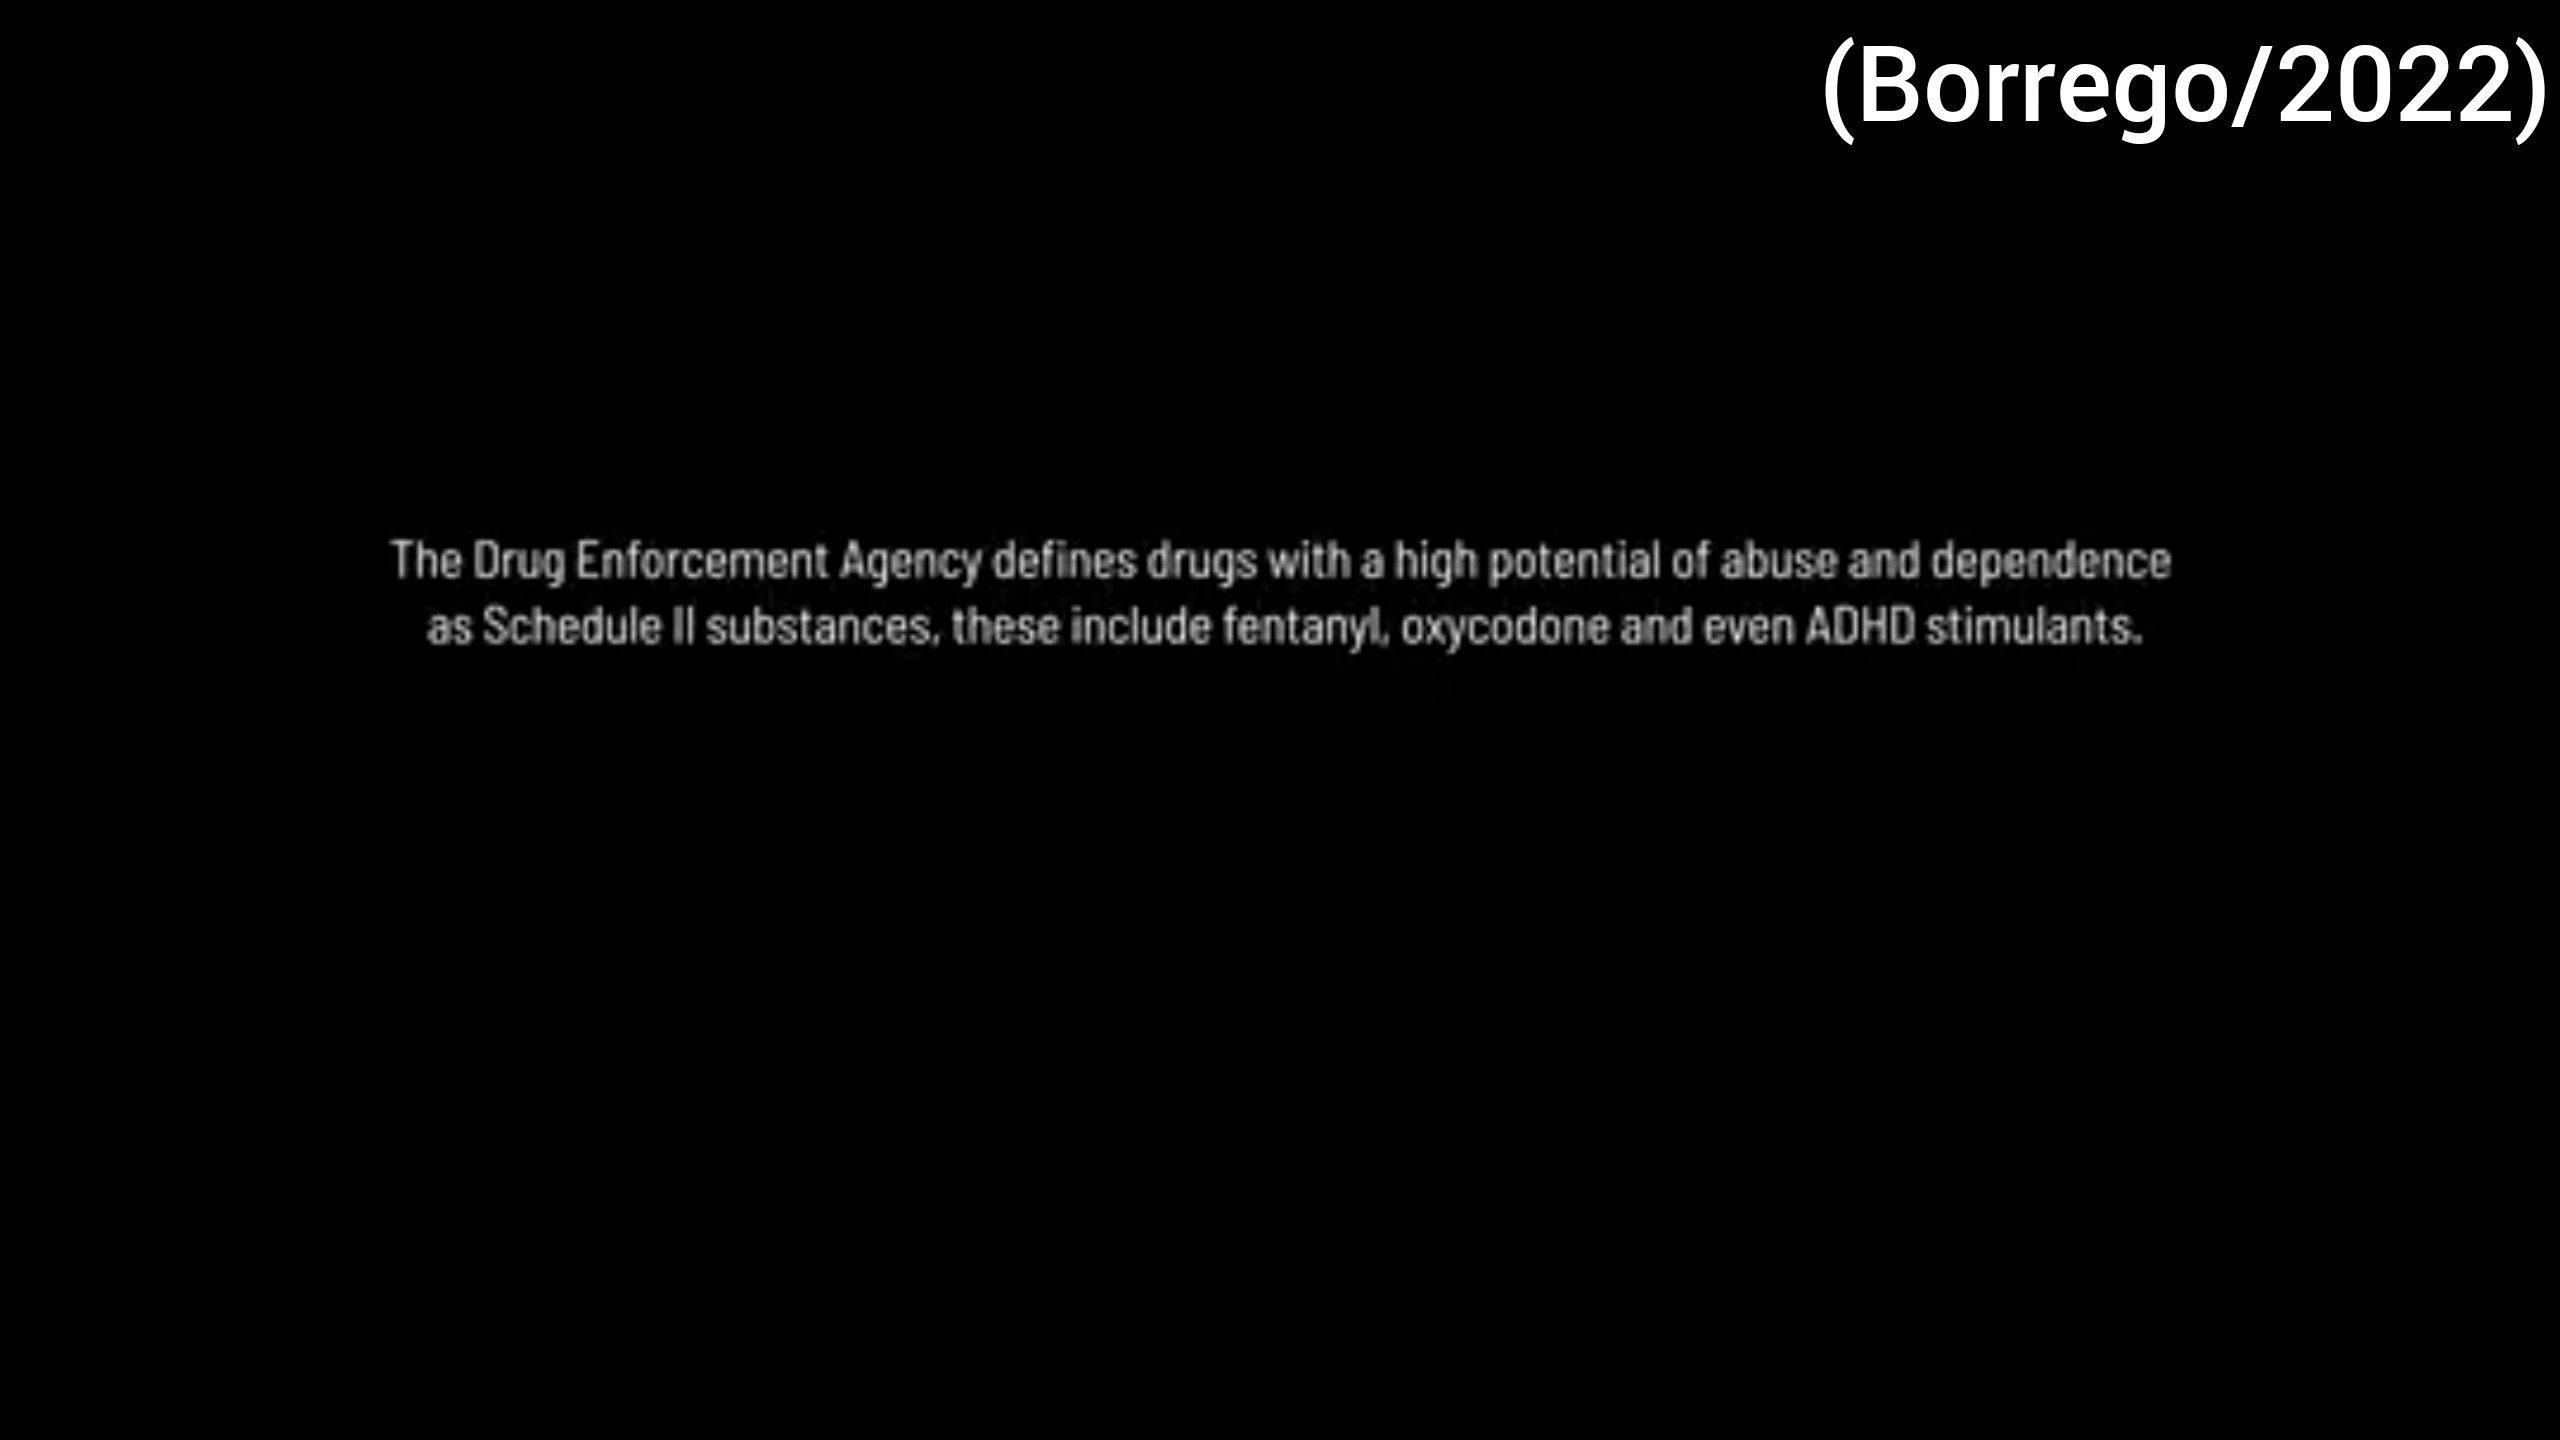 (Borrego/2022)
The Drug Enforcement Agency defines drugs with a high potential of abuse and dependence
as Schedule II substances, these include fentanyl, oxycodone and even ADHD stimulants.